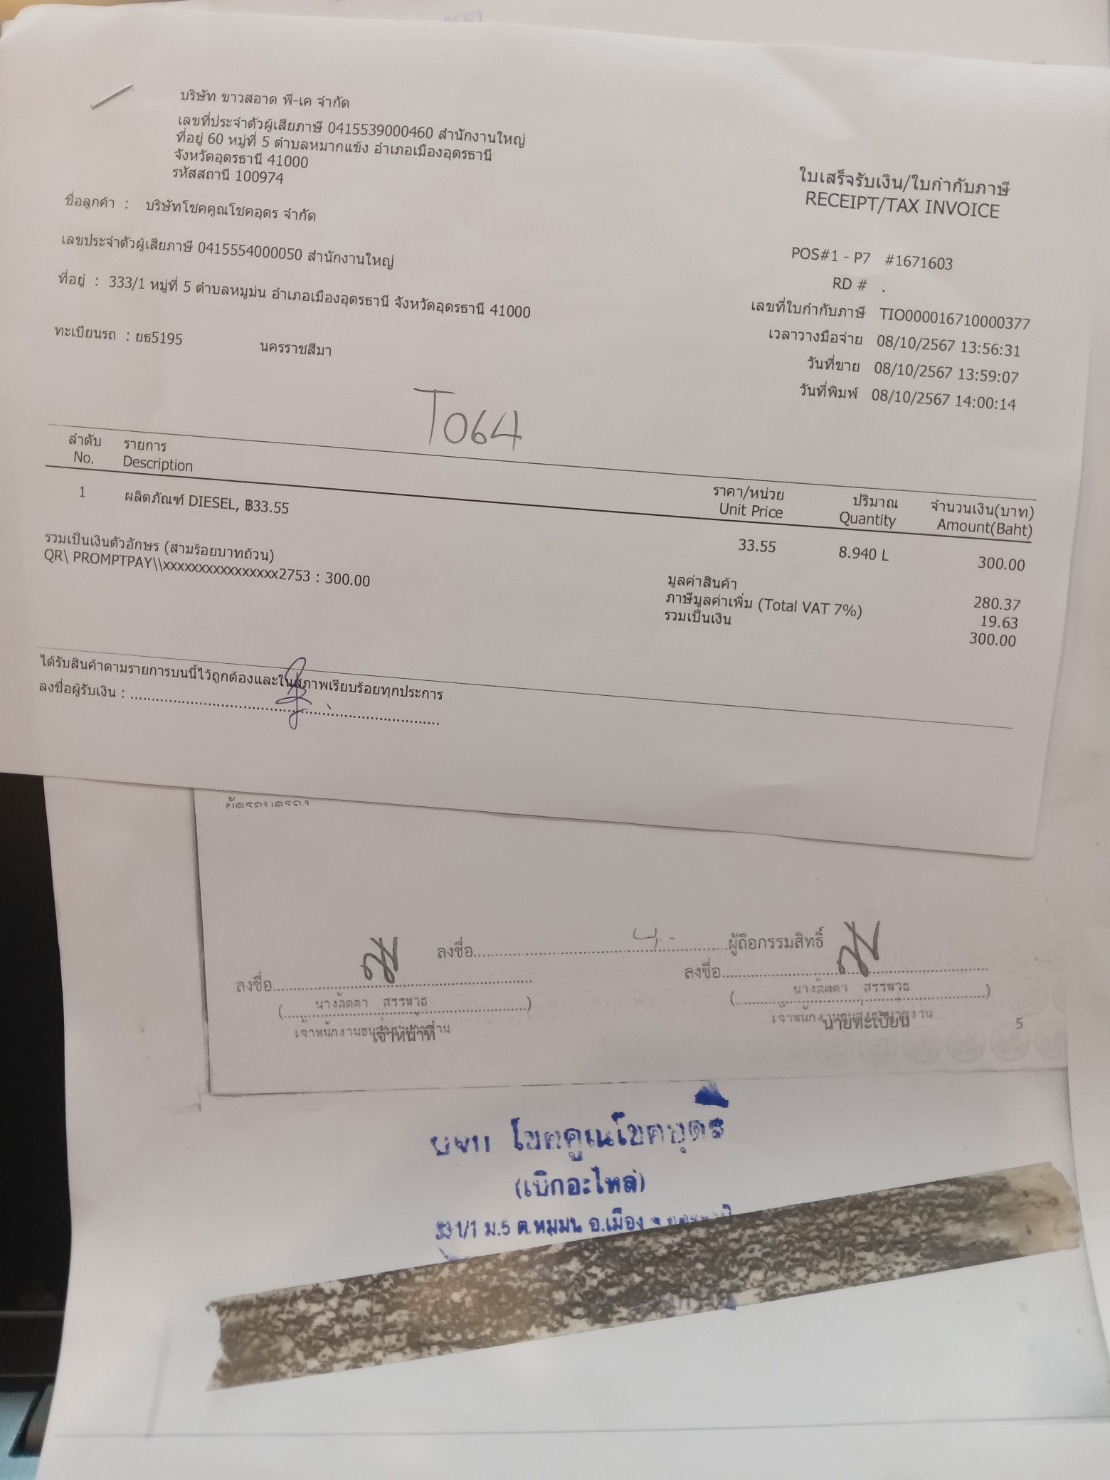 บริษัท ขาวสอาด พี-เค จำกัด
เลขที่ประจำตัวผู้เสียภาษี 0415539000460 สำนักงานใหญ่
ที่อยู่ 60 หมู่ที่ 5 ตำบลหมากแข้ง อำเภอเมืองอุดรธานี
จังหวัดอุดรธานี 41000
รหัสสถานี 100974
ใบเสร็จรับเงิน/ใบกำกับภาษี
RECEIPT/TAX INVOICE
ชื่อลูกค้า : บริษัทโชคคูณโชคอุดร จำกัด
เลขประจำตัวผู้เสียภาษี 0415554000050 สำนักงานใหญ่
ที่อยู่ : 333/1 หมู่ที่ 5 ตำบลหมูม่น อำเภอเมืองอุดรธานี จังหวัดอุดรธานี 41000
ทะเบียนรถ : ยธ5195 นครราชสีมา
POS#1 - P7 #1671603
RD # .
เลขที่ใบกำกับภาษี TIO000016710000377
เวลาวางมือจ่าย 08/10/2567 13:56:31
วันที่ขาย 08/10/2567 13:59:07
วันที่พิมพ์ 08/10/2567 14:00:14
T064
ลำดับ รายการ ราคา/หน่วย ปริมาณ จำนวนเงิน(บาท)
No. Description Unit Price Quantity Amount(Baht)
1 ผลิตภัณฑ์ DIESEL, ฿33.55 33.55 8.940 L 300.00
รวมเป็นเงินตัวอักษร (สามร้อยบาทถ้วน)
QR\ PROMPTPAY\\xxxxxxxxxxxxxxxx2753 : 300.00
มูลค่าสินค้า 280.37
ภาษีมูลค่าเพิ่ม (Total VAT 7%) 19.63
รวมเป็นเงิน 300.00
ได้รับสินค้าตามรายการบนนี้ไว้ถูกต้องและในสภาพเรียบร้อยทุกประการ
ลงชื่อผู้รับเงิน :
ลงชื่อ ผู้ถือกรรมสิทธิ์
ลงชื่อ ลงชื่อ
(นางลัดดา สรรพวุธ) (นางลัดดา สรรพวุธ)
เจ้าหน้าที่ นายทะเบียน
5
โชคคูณโชคอุดร
(เบิกอะไหล่)
ม.5 ต.หมูม่น อ.เมือง